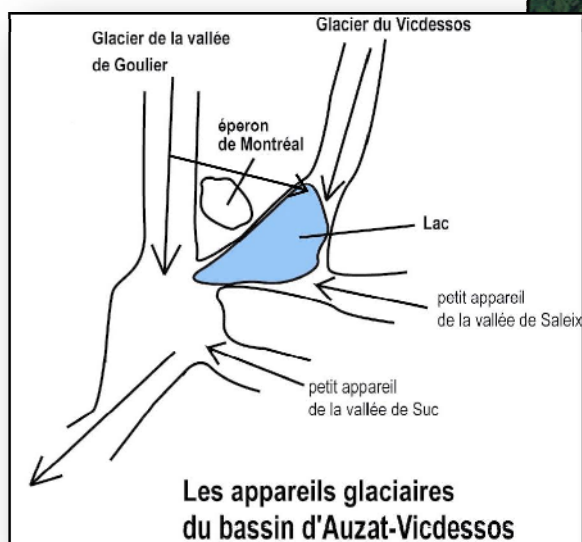 Glacier de la vallée
de Goulier
Glacier du Vicdessos
éperon
de Montréal
Lac
petit appareil
de la vallée de Saleix
petit appareil
de la vallée de Suc
Les appareils glaciaires
du bassin d'Auzat-Vicdessos